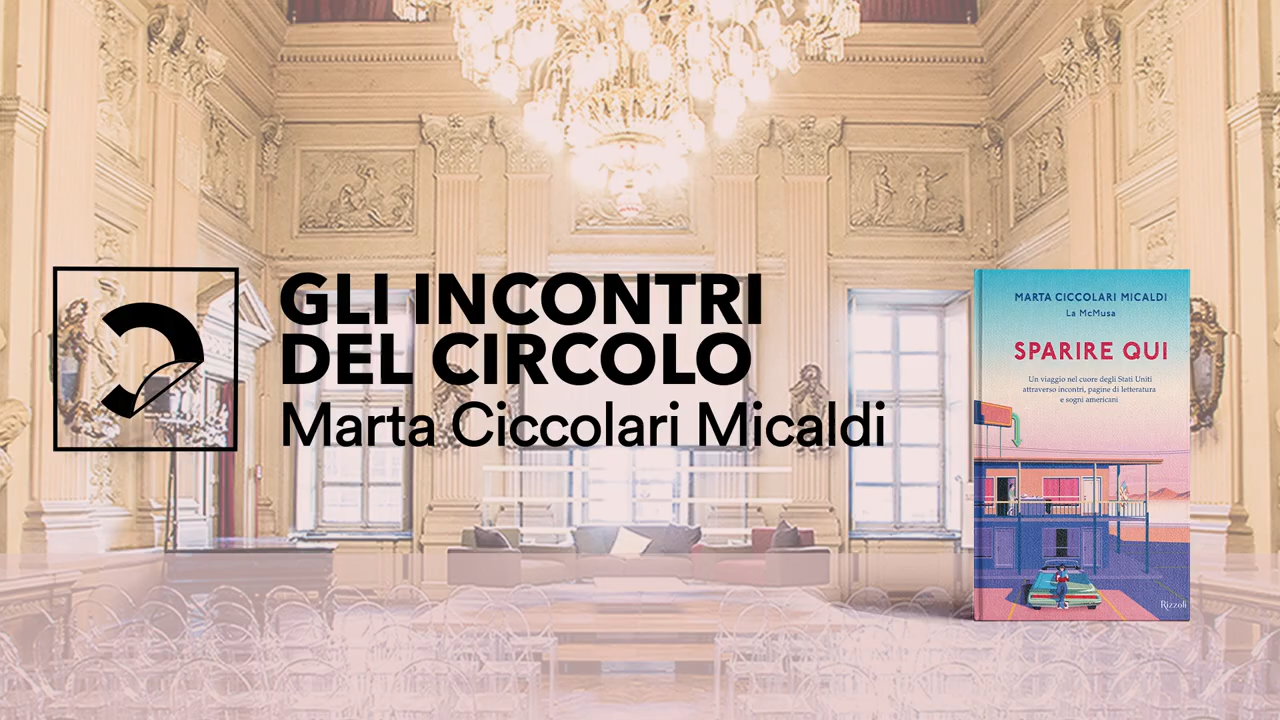 GLI INCONTRI
DEL CIRCOLO
Marta Ciccolari Micaldi
MARTA CICCOLARI MICALDI
La McMusa
SPARIRE QUI
Un viaggio nel cuore degli Stati Uniti
attraverso incontri, pagine di letteratura
e sogni americani
Rizzoli